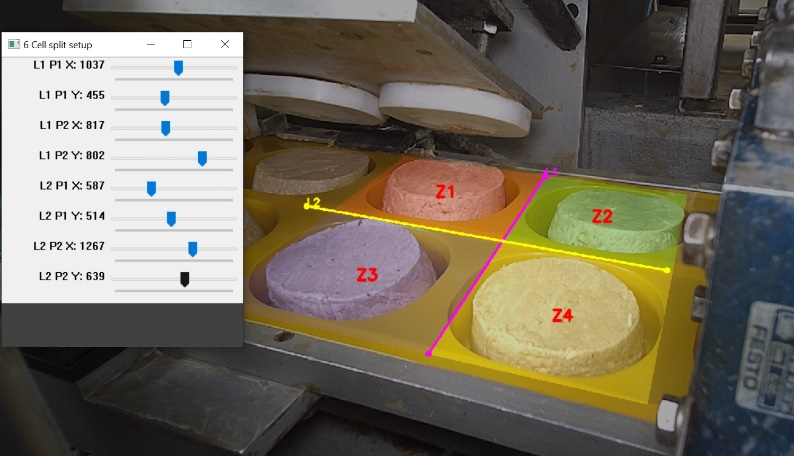 6 Cell split setup
L1 P1 X: 1037
L1 P1 Y: 455
L1 P2 X: 817
L1 P2 Y: 802
L2 P1 X: 587
L2 P1 Y: 514
L2 P2 X: 1267
L2 P2 Y: 639
L1
L2
Z1
Z2
Z3
Z4
FESTO